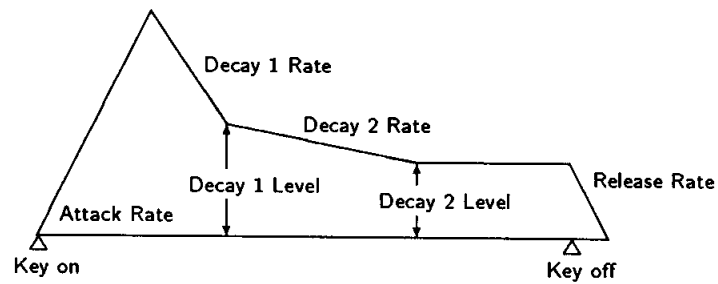 Decay 1 Rate
Decay 2 Rate
Decay 1 Level
Release Rate
Decay 2 Level
Attack Rate
Key on
Key off